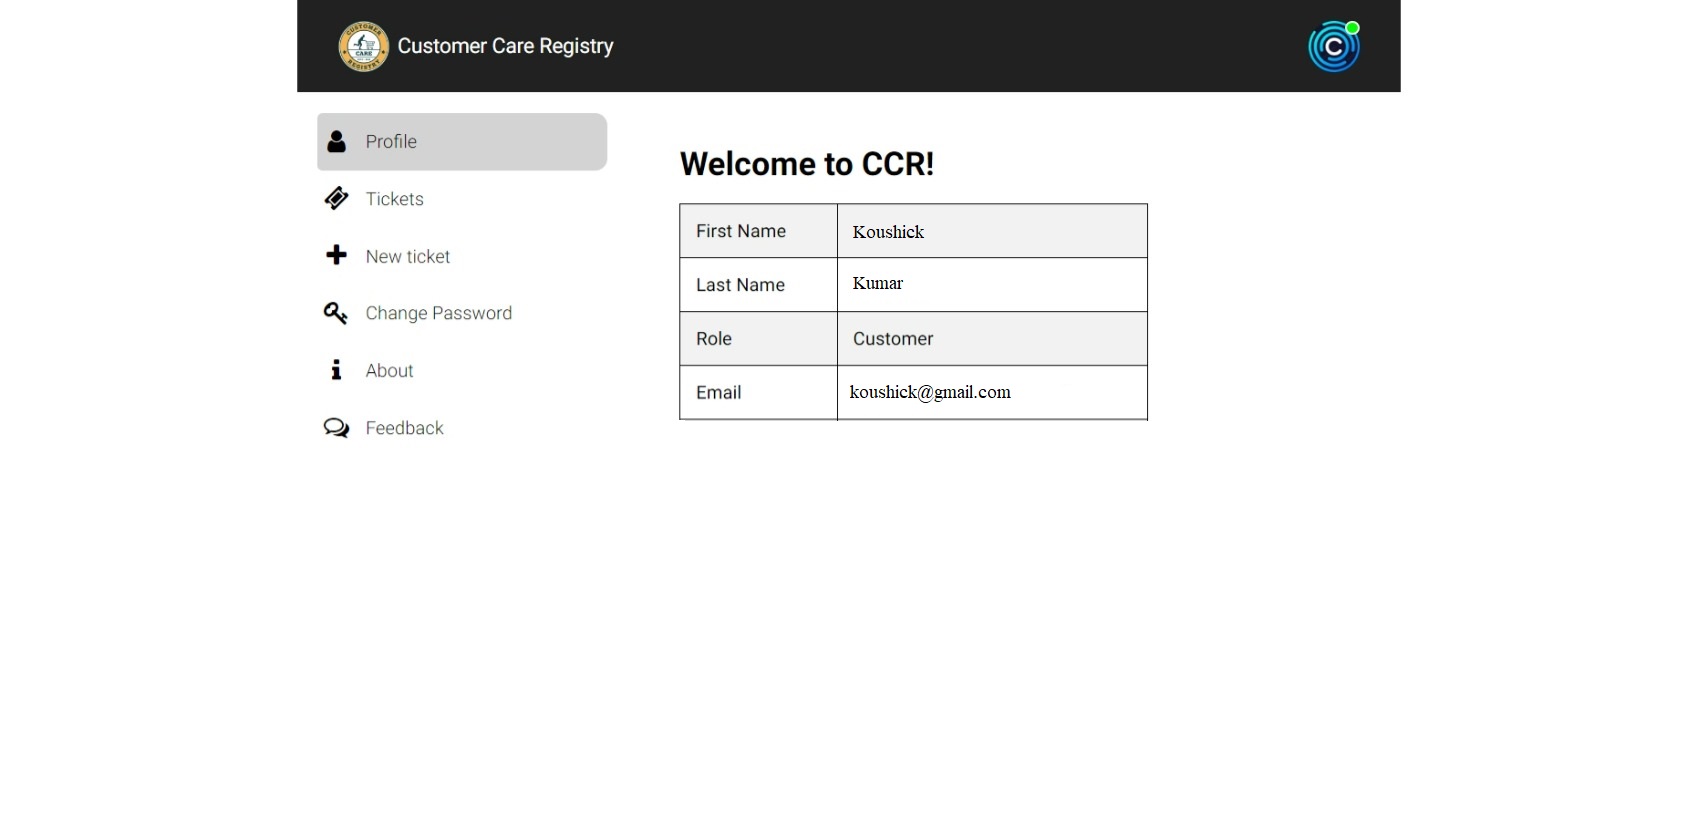 CUSTOMER
CARE
REGISTRY
Customer Care Registry
C
Profile
Tickets
New ticket
Change Password
About
Feedback
Welcome to CCR!
First Name Koushick
Last Name Kumar
Role Customer
Email koushick@gmail.com